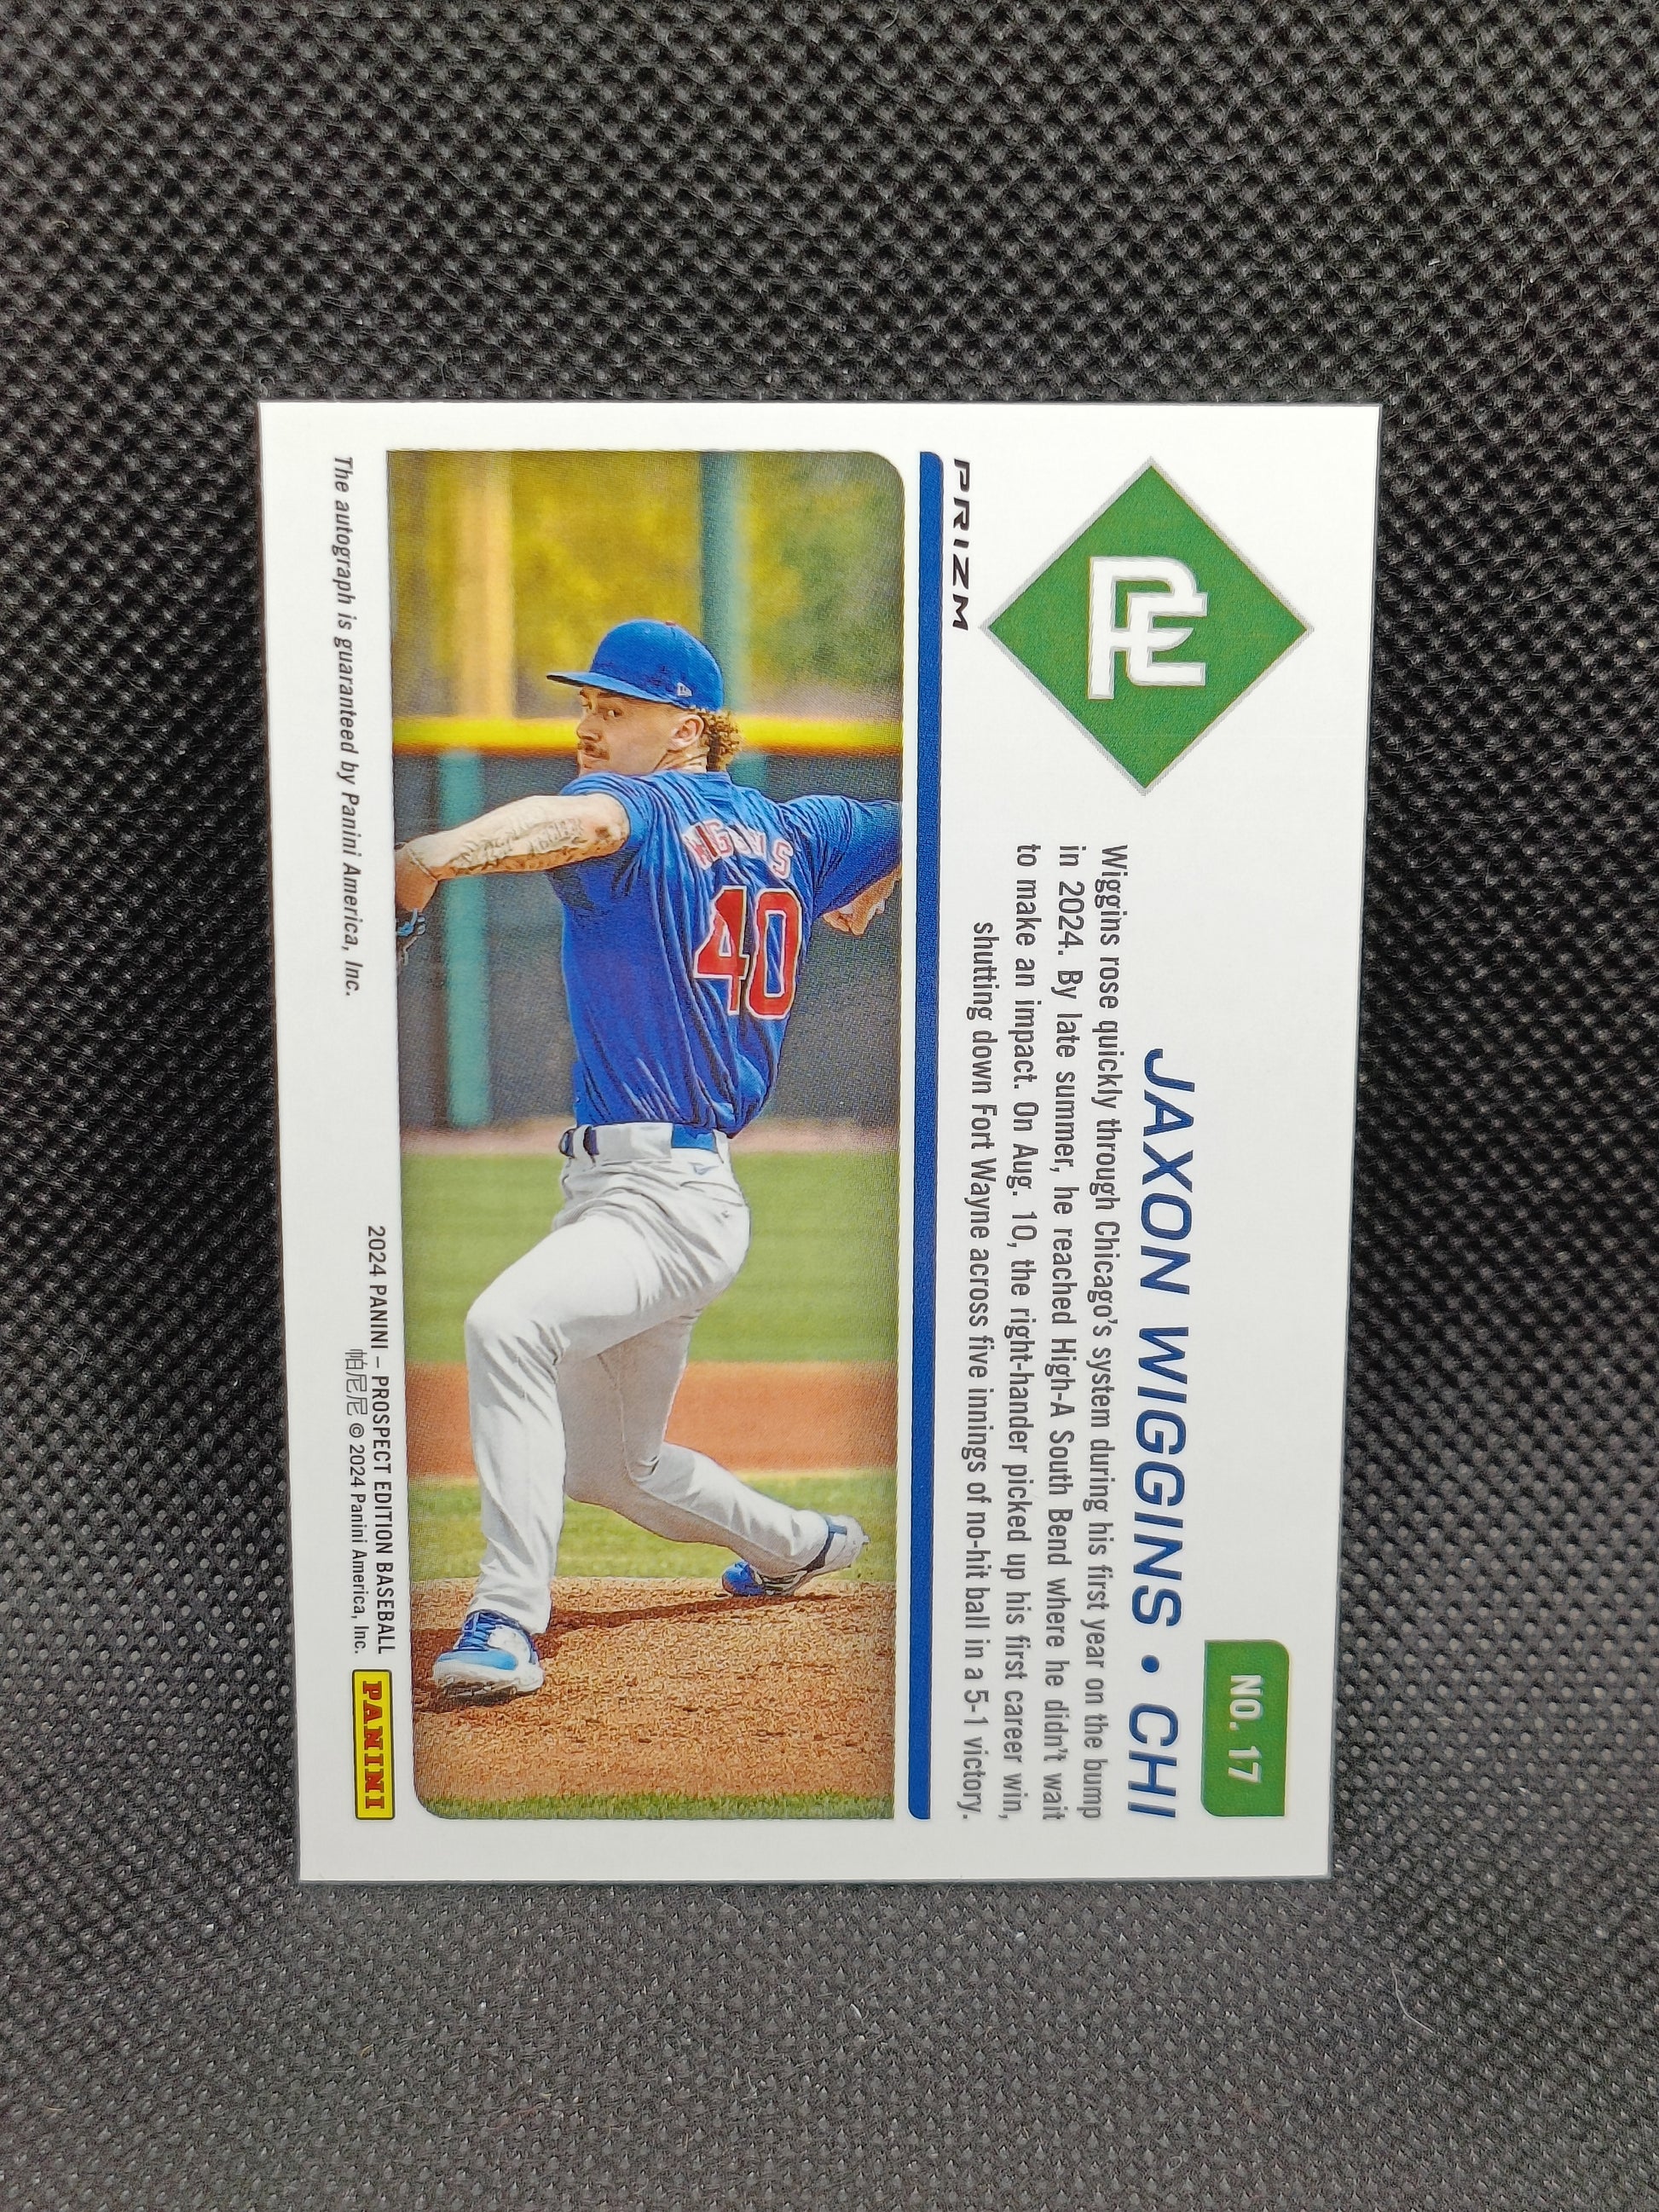 NO. 17
JAXON WIGGINS • CHI
Wiggins rose quickly through Chicago's system during his first year on the bump
in 2024. By late summer, he reached High-A South Bend where he didn't wait
to make an impact. On Aug. 10, the right-hander picked up his first career win,
shutting down Fort Wayne across five innings of no-hit ball in a 5-1 victory.
PRIZM
WIGGINS
40
2024 PANINI – PROSPECT EDITION BASEBALL
帕尼尼 © 2024 Panini America, Inc.
PANINI
The autograph is guaranteed by Panini America, Inc.